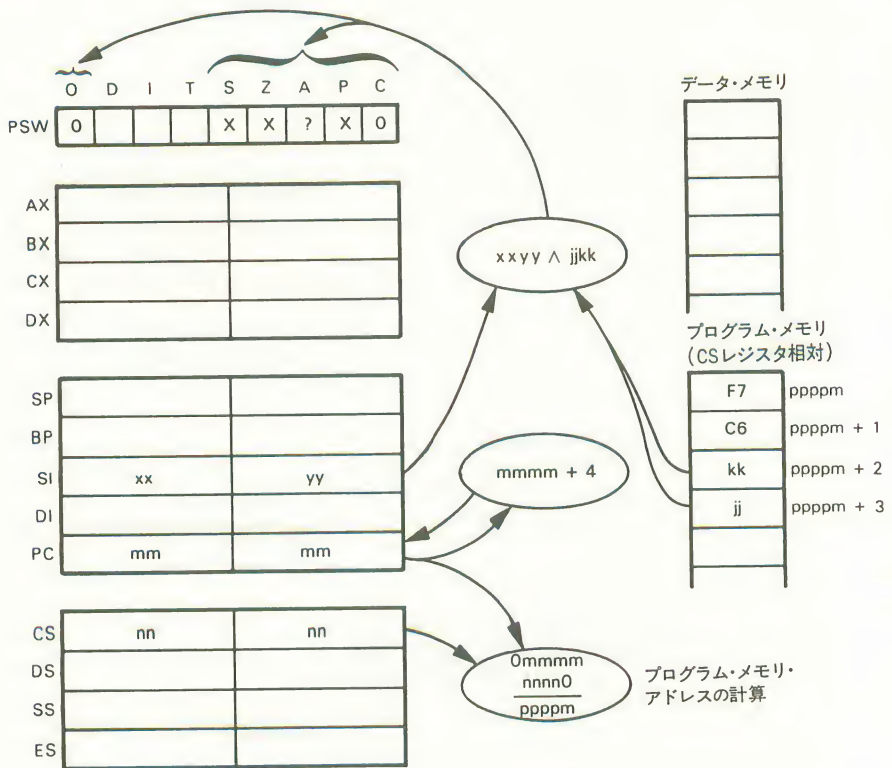 O D I T S Z A P C
PSW 0 X X ? X 0
AX
BX
CX
DX
SP
BP
SI xx yy
DI
PC mm mm
CS nn nn
DS
SS
ES
xxyy ∧ jjkk
mmmm + 4
0mmmm
nnnn0
ppppm
プログラム・メモリ・
アドレスの計算
データ・メモリ
プログラム・メモリ
(CSレジスタ相対)
F7 ppppm
C6 ppppm + 1
kk ppppm + 2
jj ppppm + 3